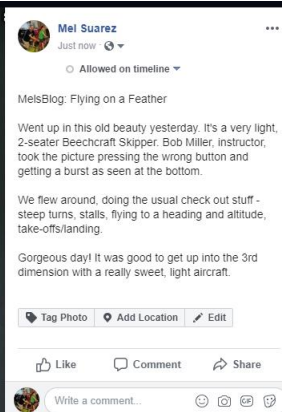 Mel Suarez
Just now
Allowed on timeline
MelsBlog: Flying on a Feather
Went up in this old beauty yesterday. It's a very light,
2-seater Beechcraft Skipper. Bob Miller, instructor,
took the picture pressing the wrong button and
getting a burst as seen at the bottom.
We flew around, doing the usual check out stuff -
steep turns, stalls, flying to a heading and altitude,
take-offs/landing.
Gorgeous day! It was good to get up into the 3rd
dimension with a really sweet, light aircraft.
Tag Photo Add Location Edit
Like Comment Share
Write a comment... GIF